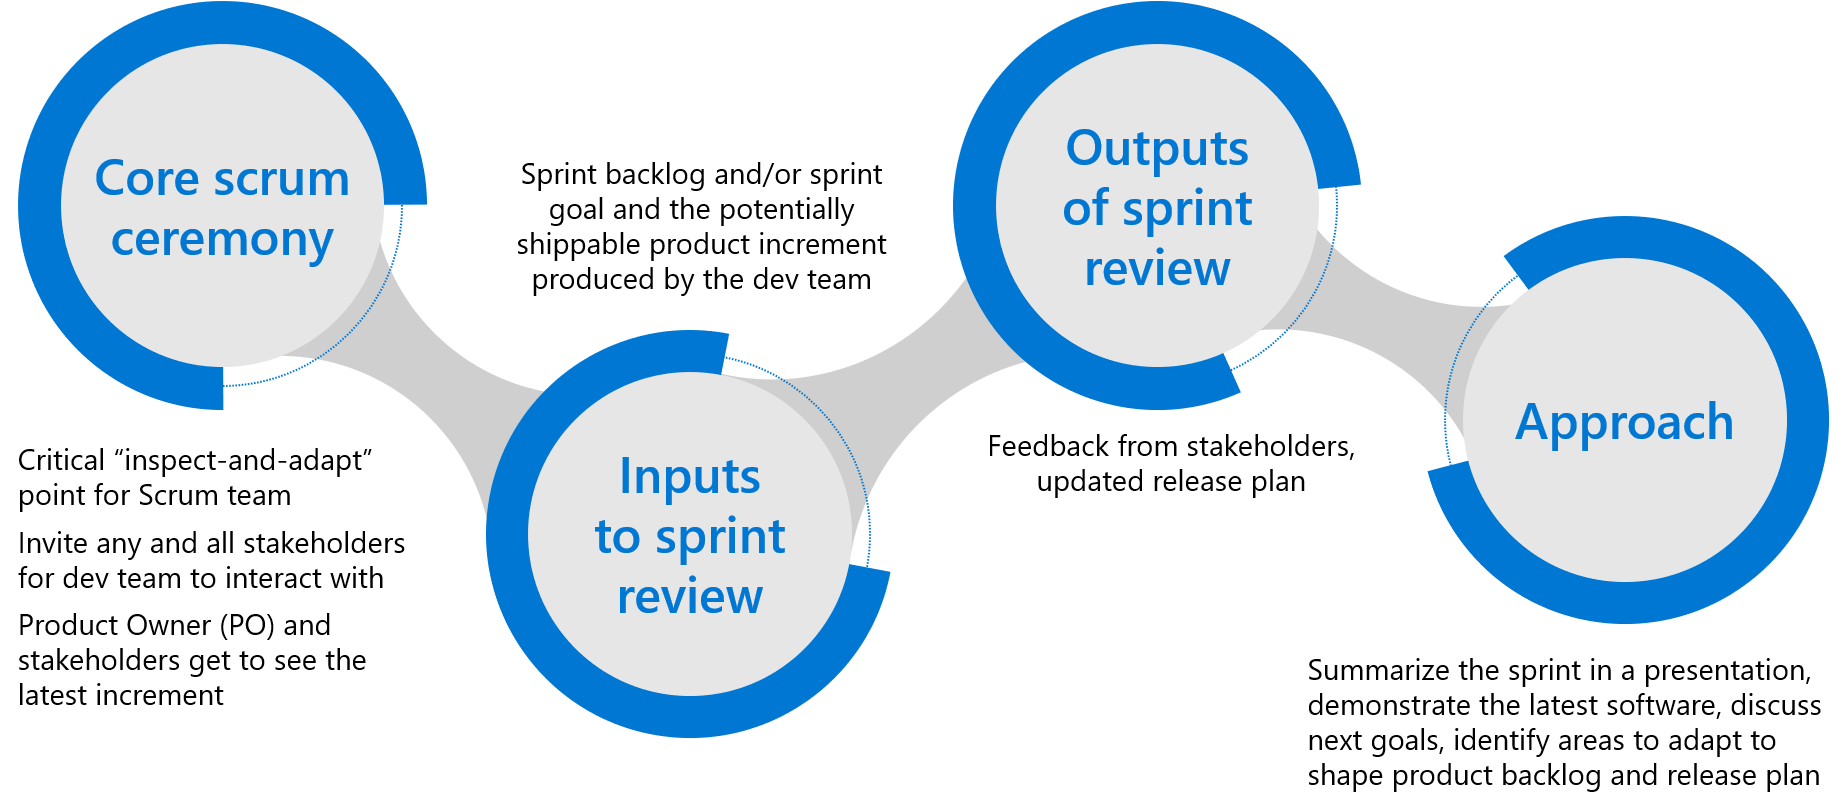 Core scrum
ceremony
Critical “inspect-and-adapt”
point for Scrum team
Invite any and all stakeholders
for dev team to interact with
Product Owner (PO) and
stakeholders get to see the
latest increment
Sprint backlog and/or sprint
goal and the potentially
shippable product increment
produced by the dev team
Inputs
to sprint
review
Outputs
of sprint
review
Feedback from stakeholders,
updated release plan
Approach
Summarize the sprint in a presentation,
demonstrate the latest software, discuss
next goals, identify areas to adapt to
shape product backlog and release plan